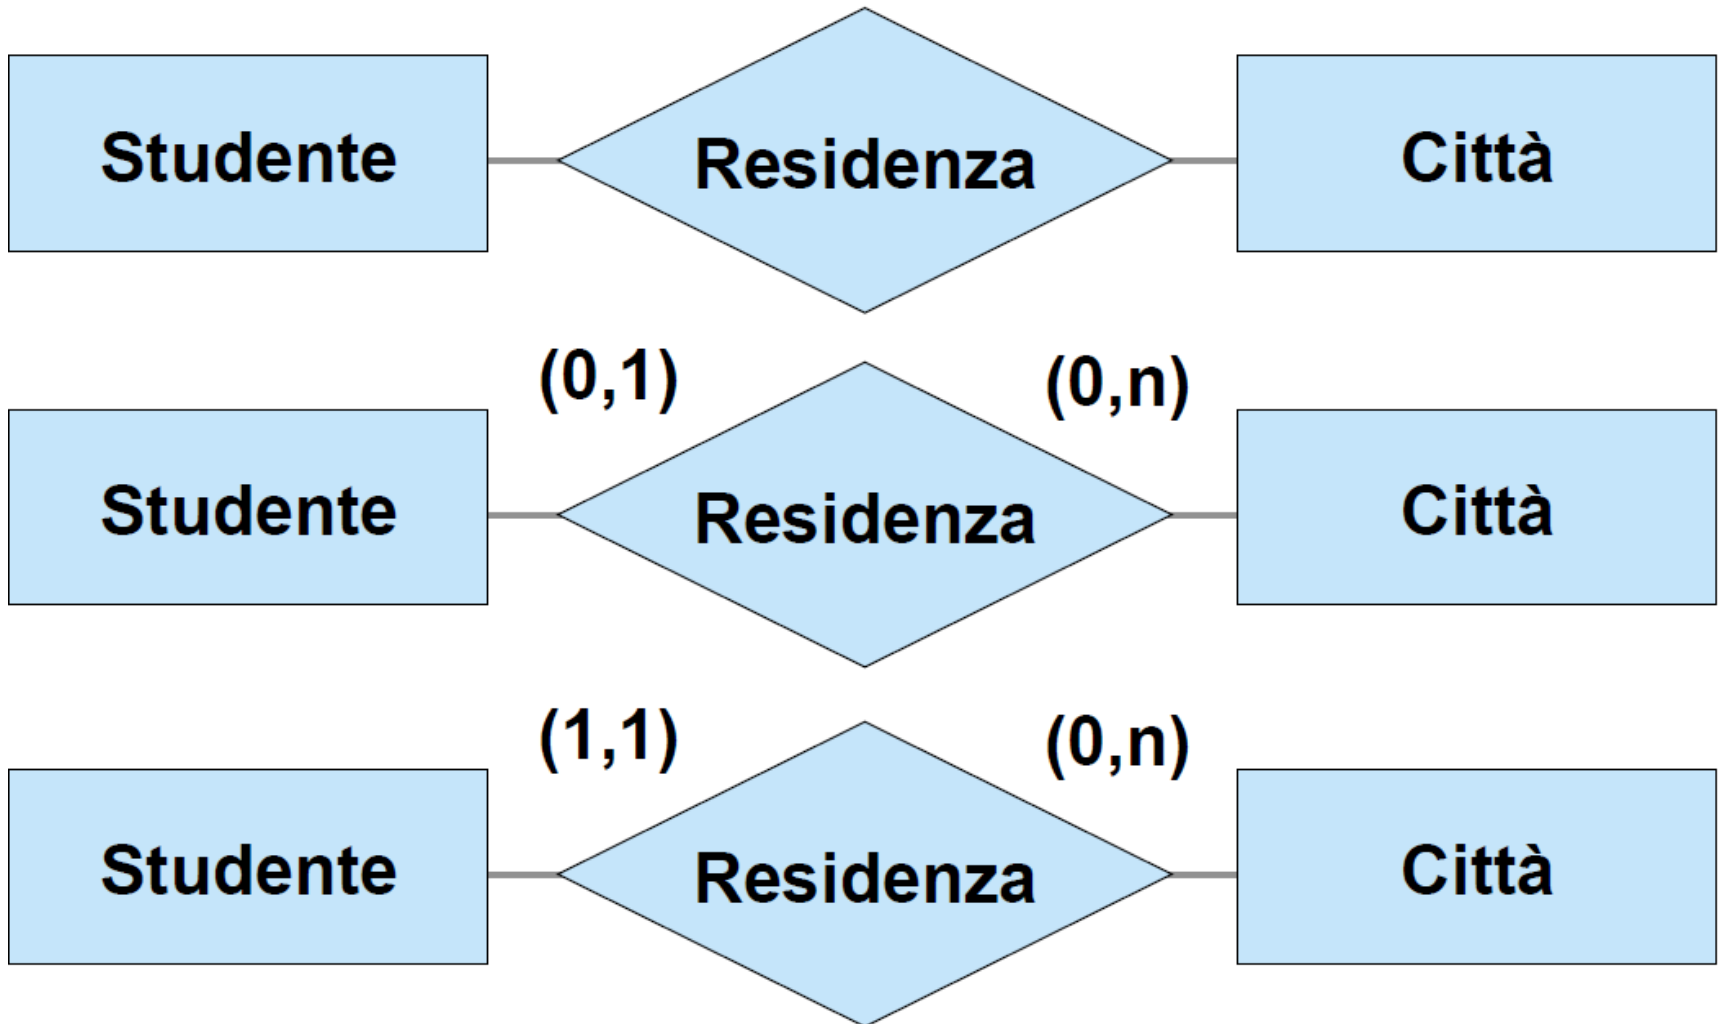 Studente Residenza Città
(0,1) (0,n)
Studente Residenza Città
(1,1) (0,n)
Studente Residenza Città